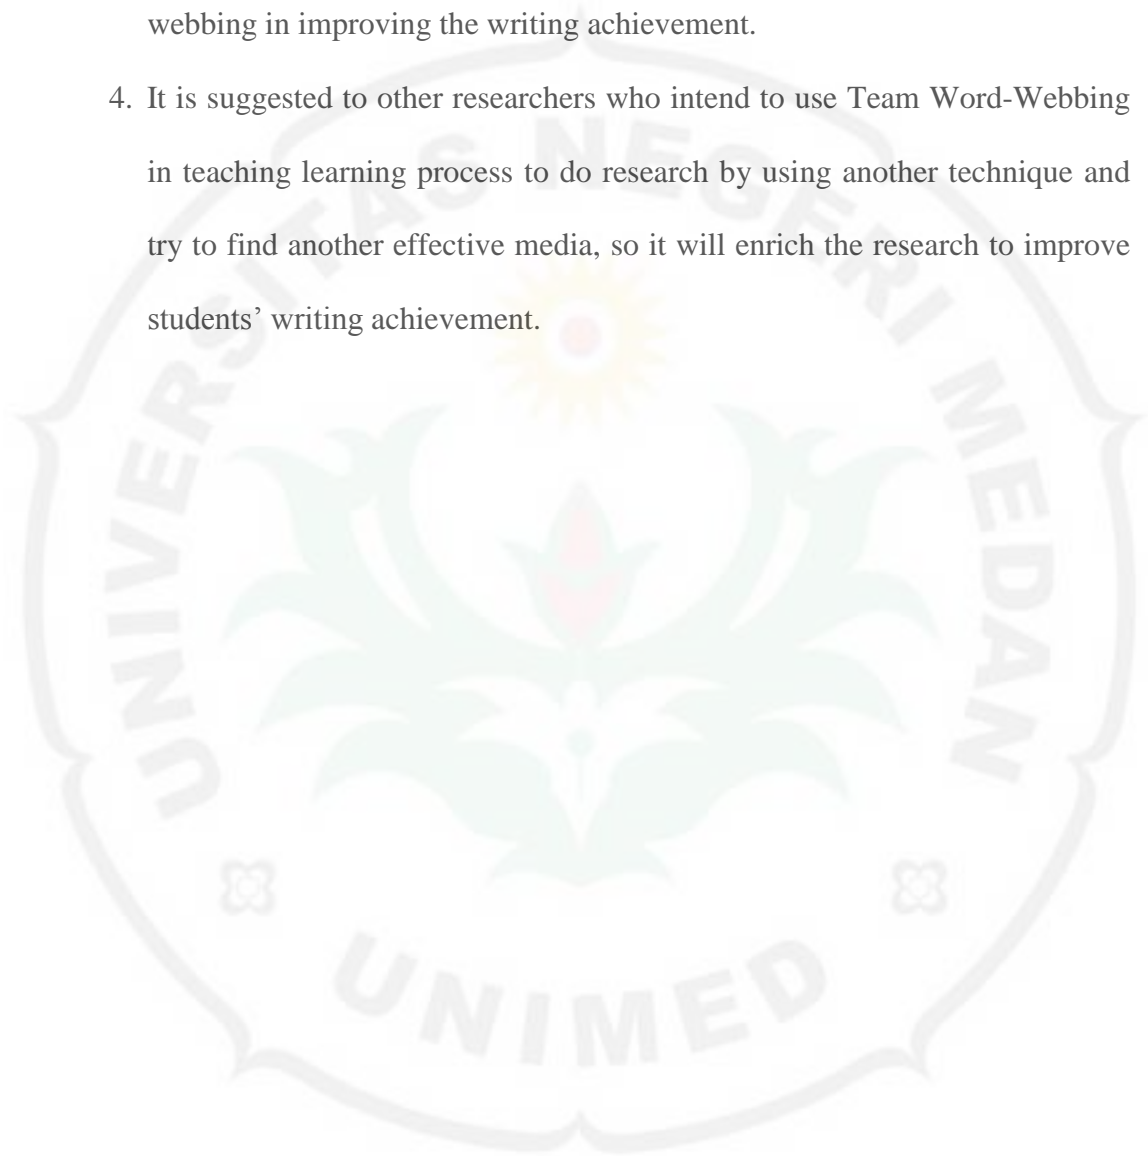 webbing in improving the writing achievement.
4. It is suggested to other researchers who intend to use Team Word-Webbing
in teaching learning process to do research by using another technique and
try to find another effective media, so it will enrich the research to improve
students’ writing achievement.
UNIVERSITAS NEGERI MEDAN
UNIMED